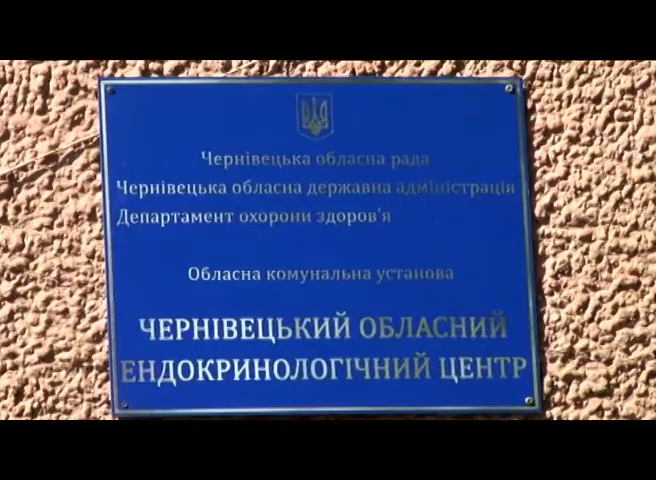 Чернівецька обласна рада
Чернівецька обласна державна адміністрація
Департамент охорони здоров'я
Обласна комунальна установа
ЧЕРНІВЕЦЬКИЙ ОБЛАСНИЙ
ЕНДОКРИНОЛОГІЧНИЙ ЦЕНТР